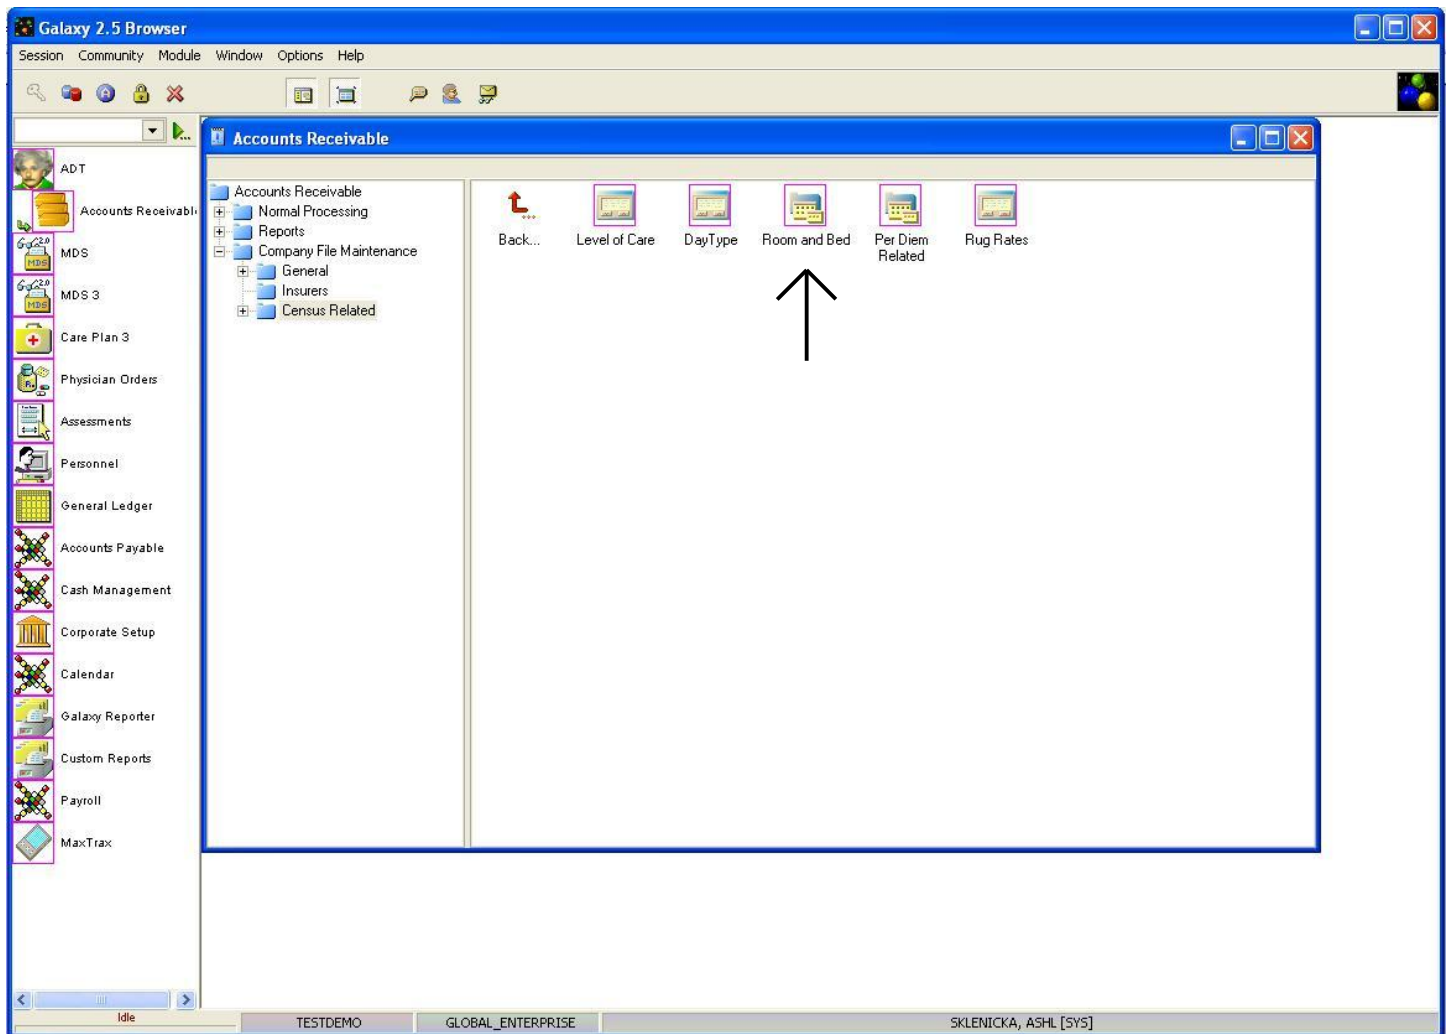 Galaxy 2.5 Browser
Session Community Module Window Options Help
Accounts Receivable
ADT
Accounts Receivabl
MDS
MDS 3
Care Plan 3
Physician Orders
Assessments
Personnel
General Ledger
Accounts Payable
Cash Management
Corporate Setup
Calendar
Galaxy Reporter
Custom Reports
Payroll
MaxTrax
Accounts Receivable
Normal Processing
Reports
Company File Maintenance
General
Insurers
Census Related
Back...
Level of Care
DayType
Room and Bed
Per Diem
Related
Rug Rates
Idle
TESTDEMO
GLOBAL_ENTERPRISE
SKLENICKA, ASHL [SYS]